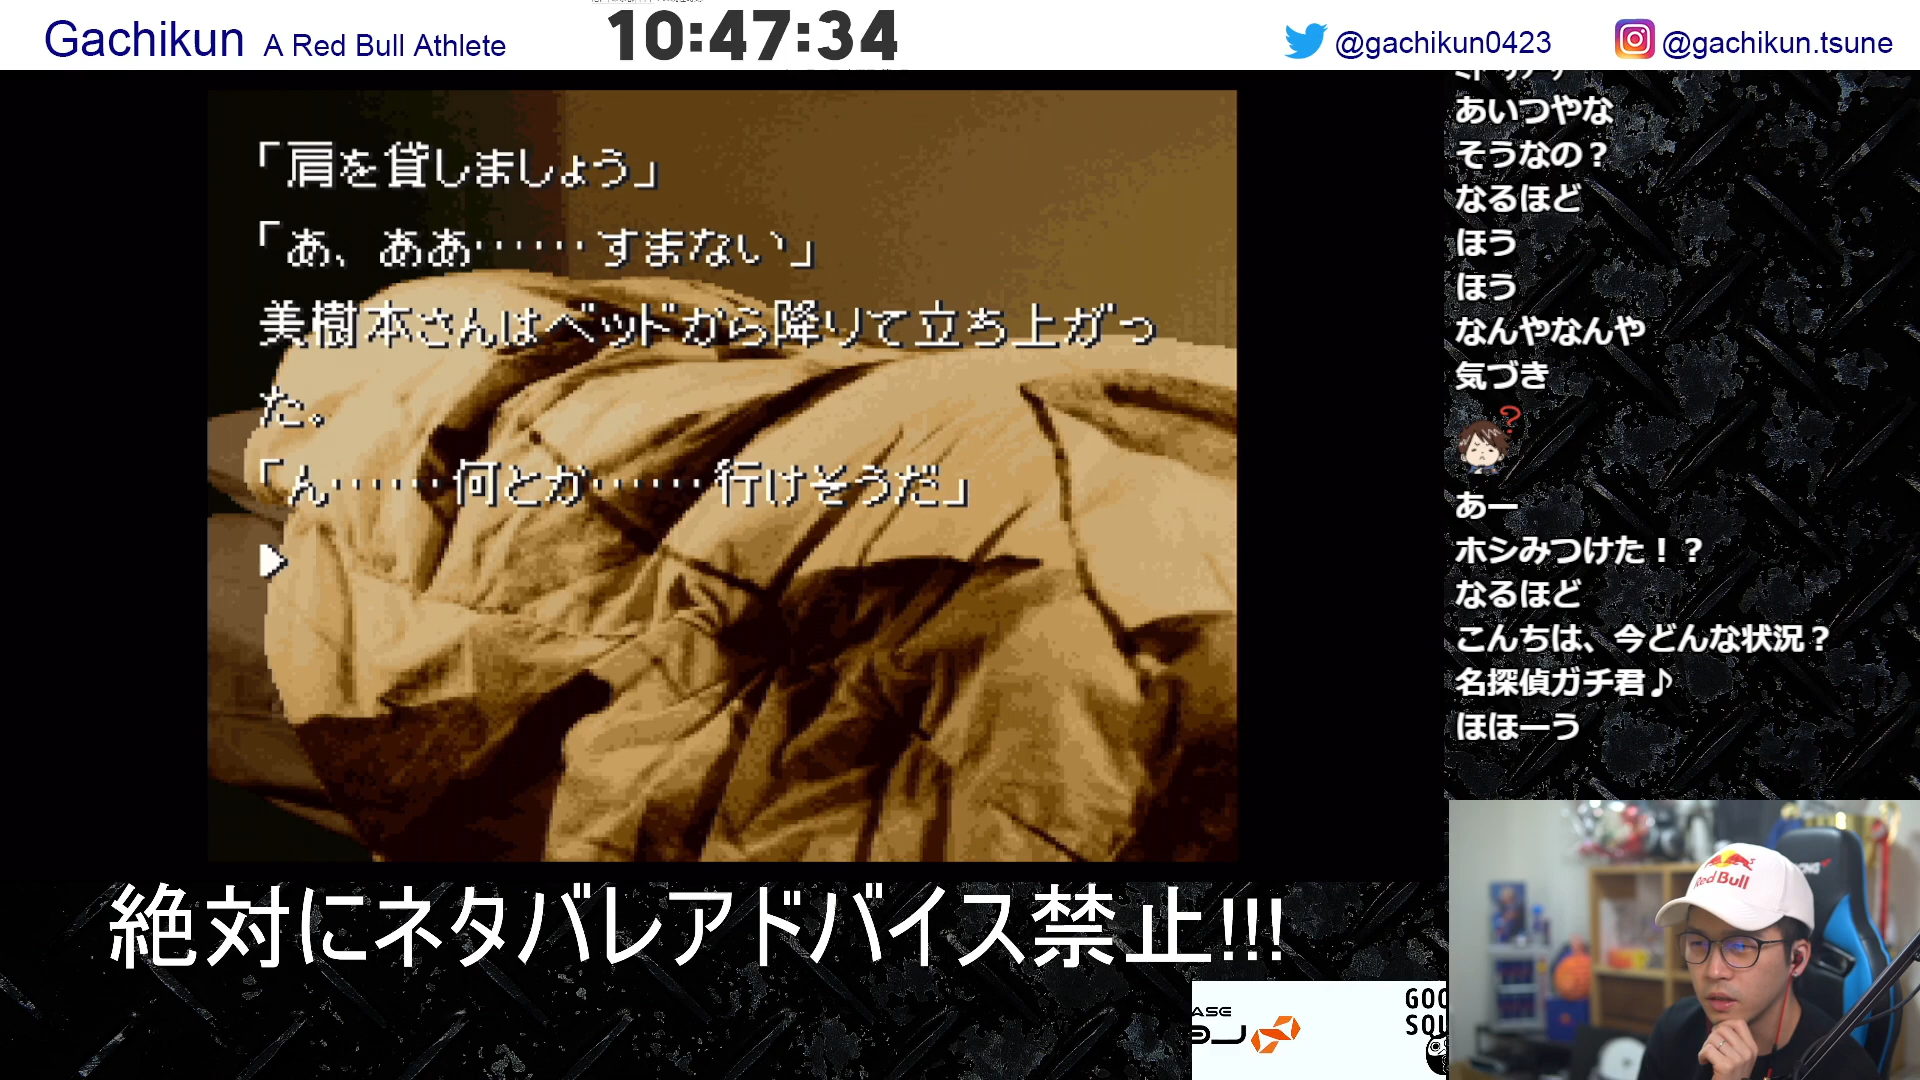 Gachikun A Red Bull Athlete
10:47:34
@gachikun0423
@gachikun.tsune
「肩を貸しましょう」
「あ、ああ……すまない」
美樹本さんはベッドから降りて立ち上がっ
た。
「ん……何とか……行けそうだ」
あいつやな
そうなの？
なるほど
ほう
ほう
なんやなんや
気づき
あー
ホシみつけた！？
なるほど
こんちは、今どんな状況？
名探偵ガチ君♪
ほほーう
絶対にネタバレアドバイス禁止!!!
Red Bull